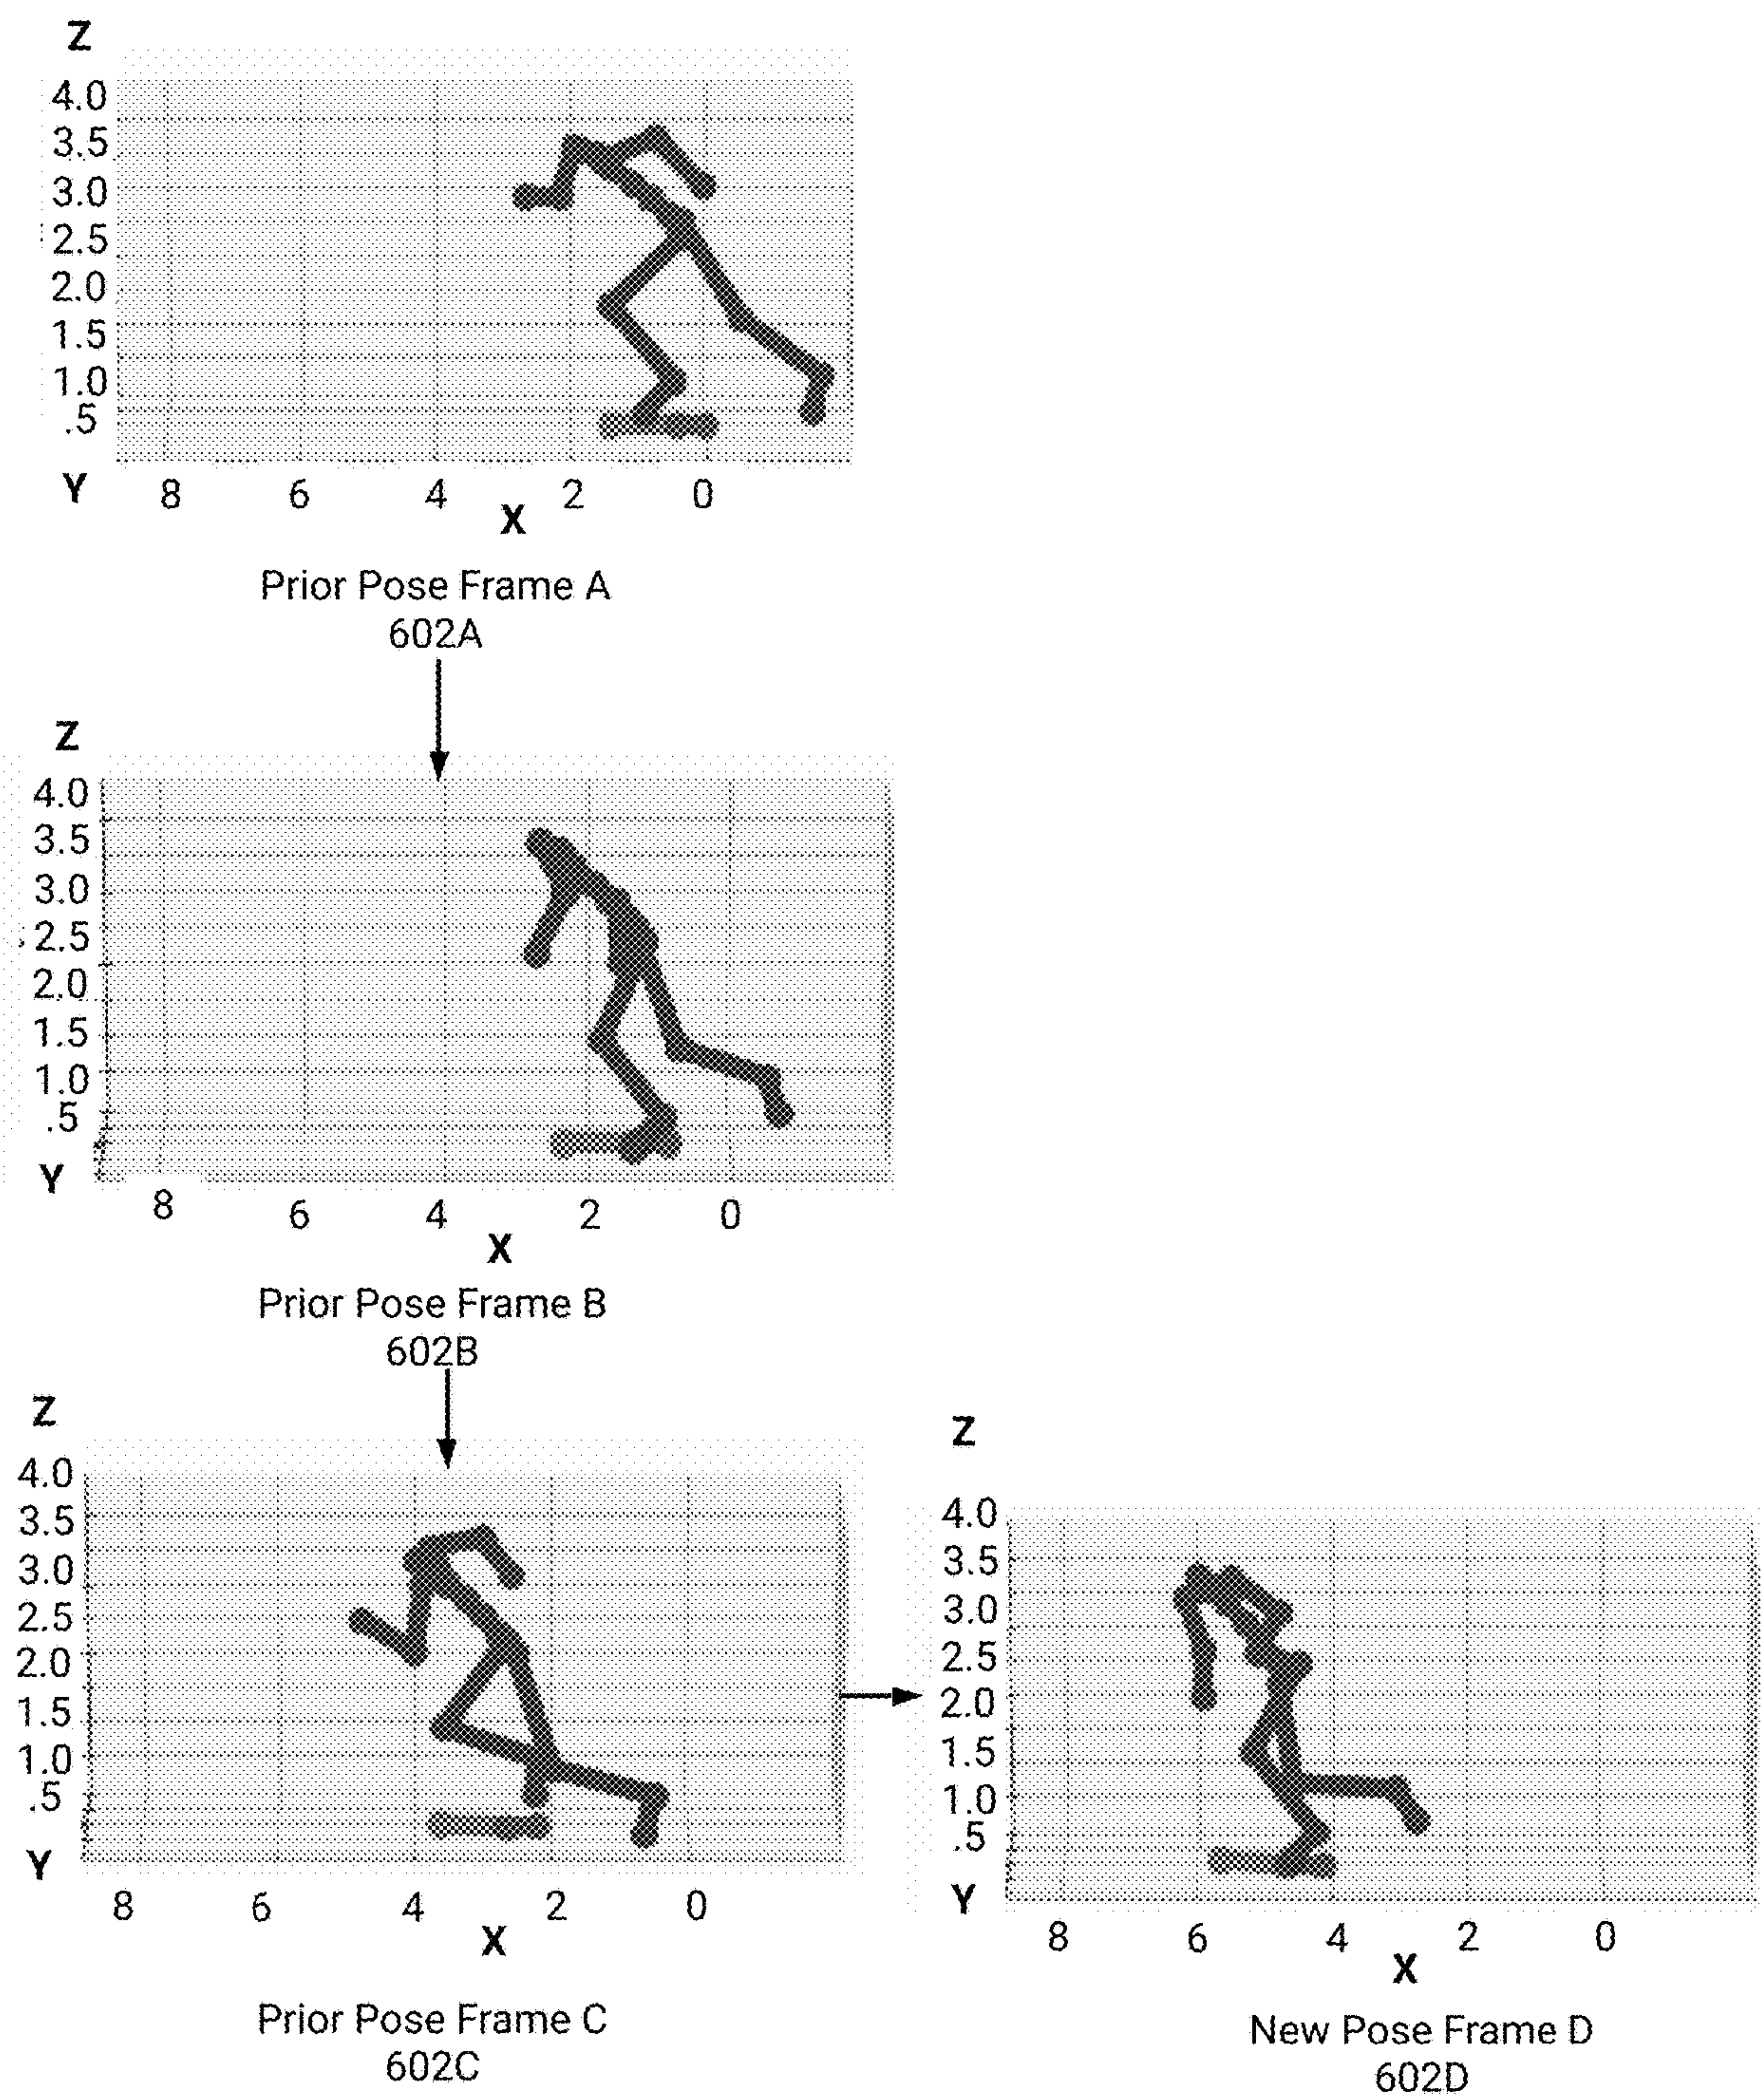 Z
4.0
3.5
3.0
2.5
2.0
1.5
1.0
.5
Y 8 6 4 2 0
X
Prior Pose Frame A
602A
Z
4.0
3.5
3.0
2.5
2.0
1.5
1.0
.5
Y
8 6 4 2 0
X
Prior Pose Frame B
602B
Z
4.0
3.5
3.0
2.5
2.0
1.5
1.0
.5
Y
8 6 4 2 0
X
Prior Pose Frame C
602C
Z
4.0
3.5
3.0
2.5
2.0
1.5
1.0
.5
Y
8 6 4 2 0
X
New Pose Frame D
602D